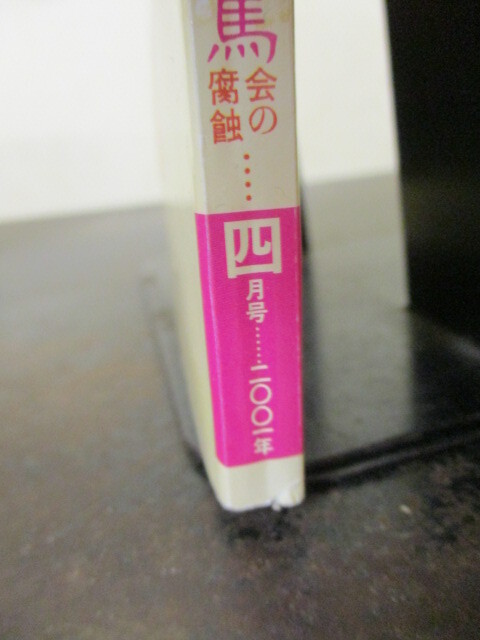 馬
会の
腐蝕……
四月号……二〇〇一年